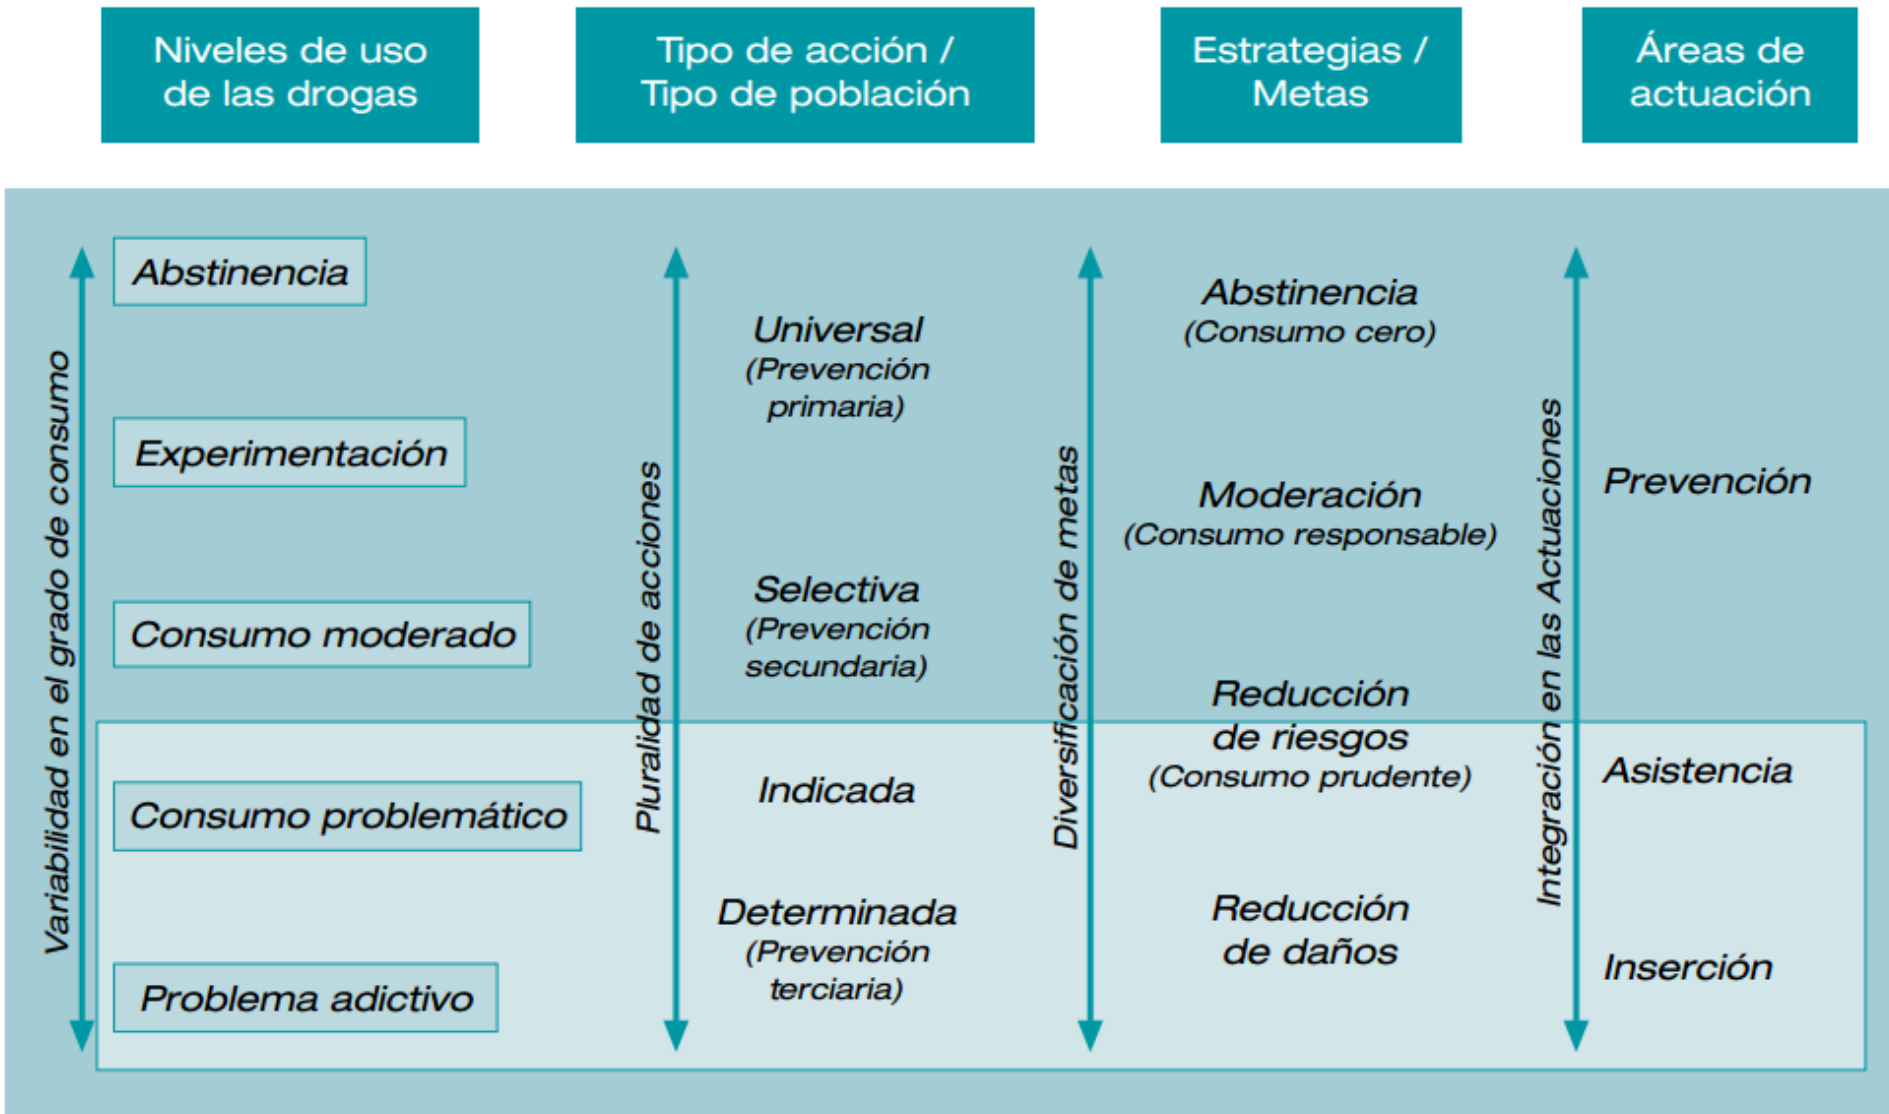 Niveles de uso
de las drogas
Tipo de acción /
Tipo de población
Estrategias /
Metas
Áreas de
actuación
Variabilidad en el grado de consumo
Abstinencia
Experimentación
Consumo moderado
Consumo problemático
Problema adictivo
Pluralidad de acciones
Universal
(Prevención
primaria)
Selectiva
(Prevención
secundaria)
Indicada
Determinada
(Prevención
terciaria)
Diversificación de metas
Abstinencia
(Consumo cero)
Moderación
(Consumo responsable)
Reducción
de riesgos
(Consumo prudente)
Reducción
de daños
Integración en las Actuaciones
Prevención
Asistencia
Inserción